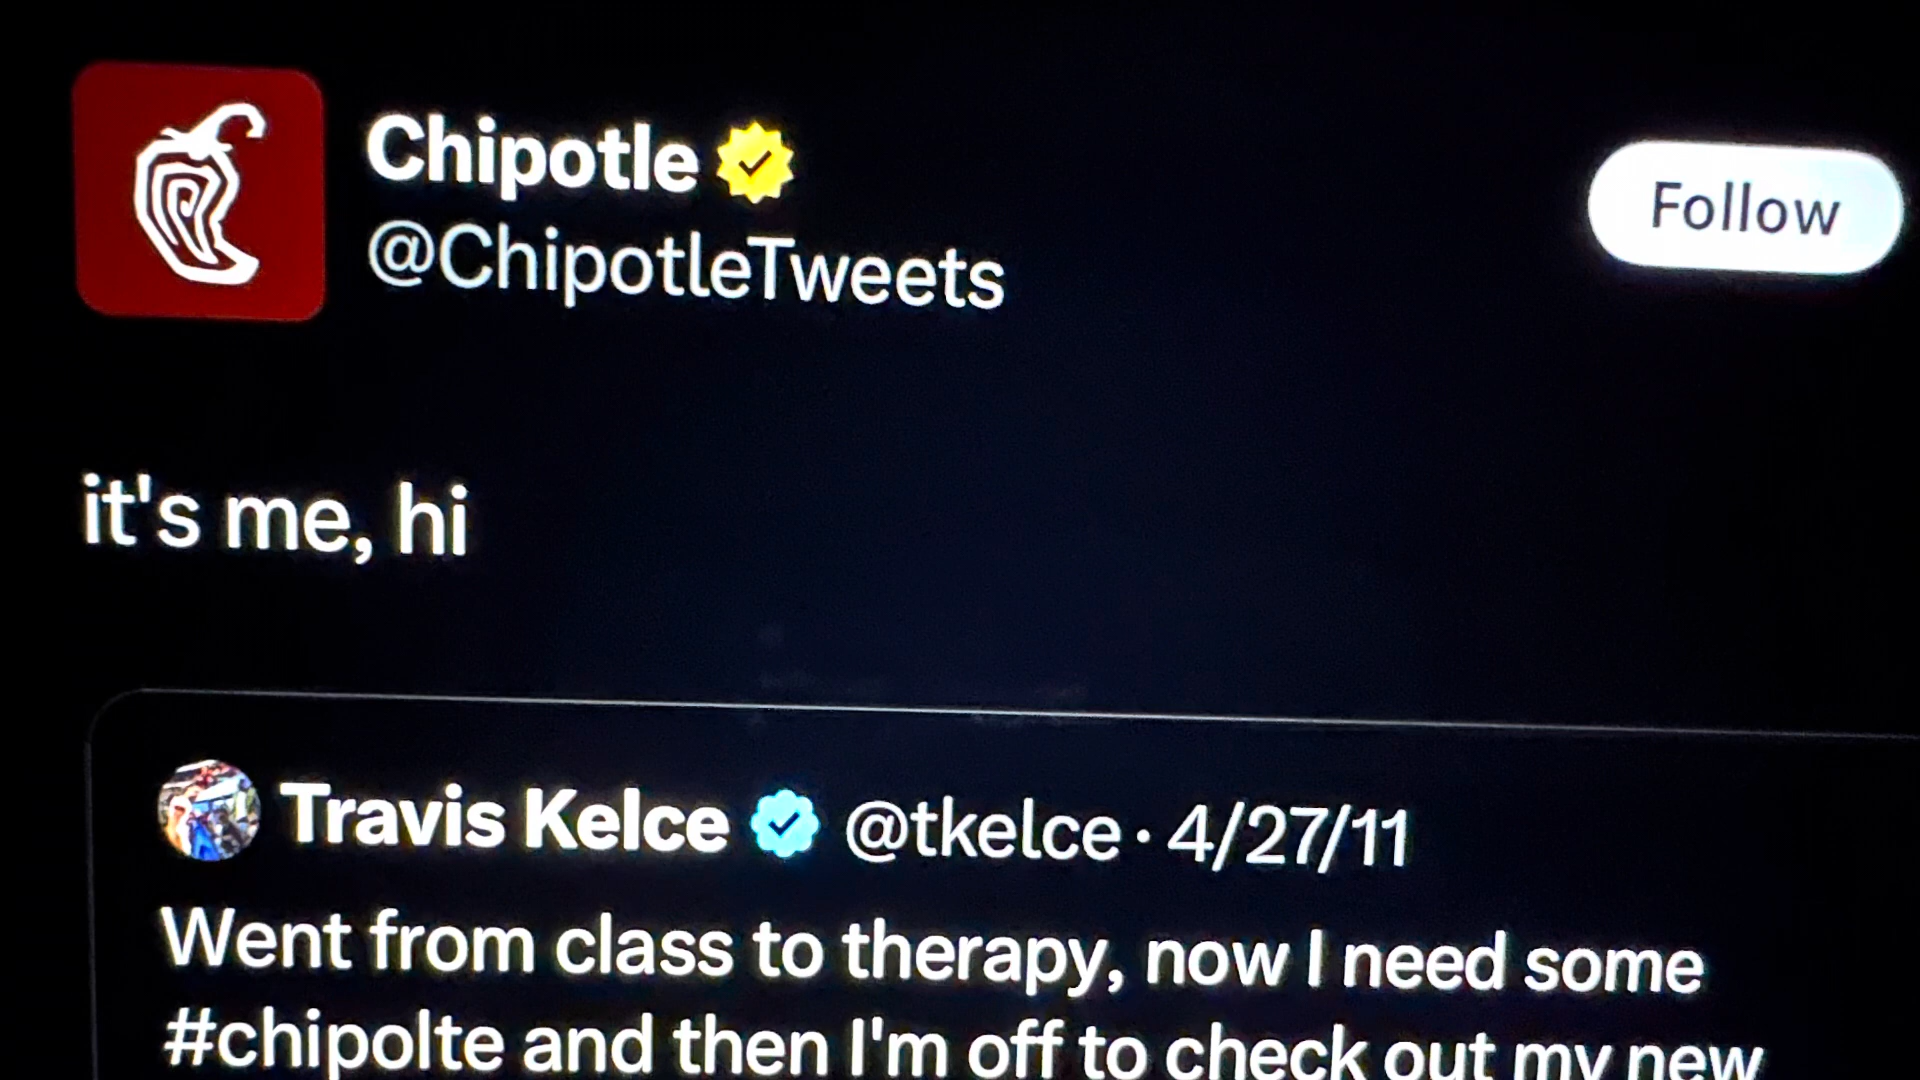 Chipotle
@ChipotleTweets
Follow
it's me, hi
Travis Kelce @tkelce · 4/27/11
Went from class to therapy, now I need some
#chipolte and then I'm off to check out my new